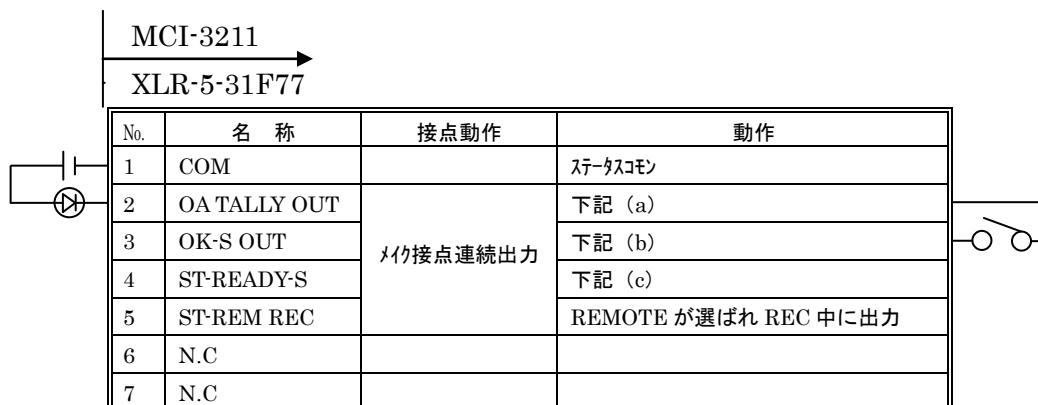 MCI-3211
XLR-5-31F77
No. 名 称 接点動作 動作
1 COM ｽﾃｰﾀｽｺﾓﾝ
2 OA TALLY OUT ﾒｲｸ接点連続出力 下記（a）
3 OK-S OUT 下記（b）
4 ST-READY-S 下記（c）
5 ST-REM REC REMOTE が選ばれ REC 中に出力
6 N.C
7 N.C